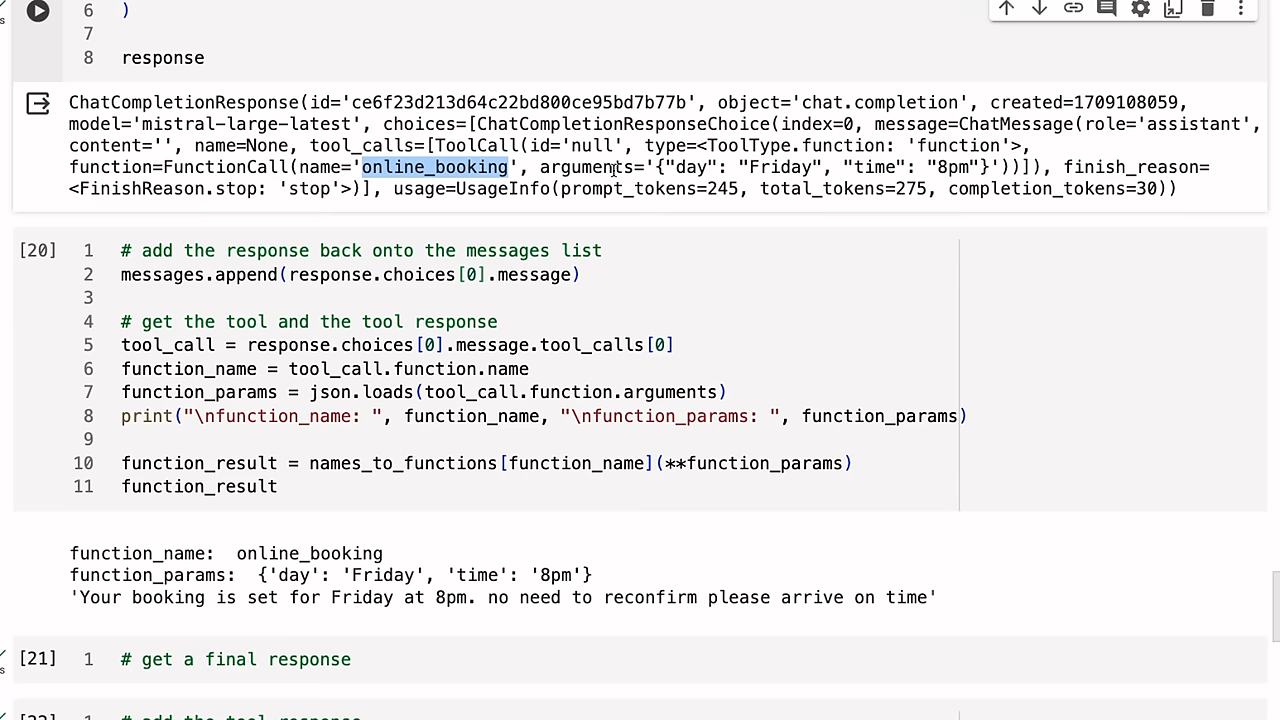 6 )
7
8 response
ChatCompletionResponse(id='ce6f23d213d64c22bd800ce95bd7b77b', object='chat.completion', created=1709108059,
model='mistral-large-latest', choices=[ChatCompletionResponseChoice(index=0, message=ChatMessage(role='assistant',
content='', name=None, tool_calls=[ToolCall(id='null', type=<ToolType.function: 'function'>,
function=FunctionCall(name='online_booking', arguments='{"day": "Friday", "time": "8pm"}'))]), finish_reason=
<FinishReason.stop: 'stop'>)], usage=UsageInfo(prompt_tokens=245, total_tokens=275, completion_tokens=30))
[20] 1 # add the response back onto the messages list
2 messages.append(response.choices[0].message)
3
4 # get the tool and the tool response
5 tool_call = response.choices[0].message.tool_calls[0]
6 function_name = tool_call.function.name
7 function_params = json.loads(tool_call.function.arguments)
8 print("\nfunction_name: ", function_name, "\nfunction_params: ", function_params)
9
10 function_result = names_to_functions[function_name](**function_params)
11 function_result
function_name:  online_booking
function_params:  {'day': 'Friday', 'time': '8pm'}
'Your booking is set for Friday at 8pm. no need to reconfirm please arrive on time'
[21] 1 # get a final response
[22] 1 # add the tool response